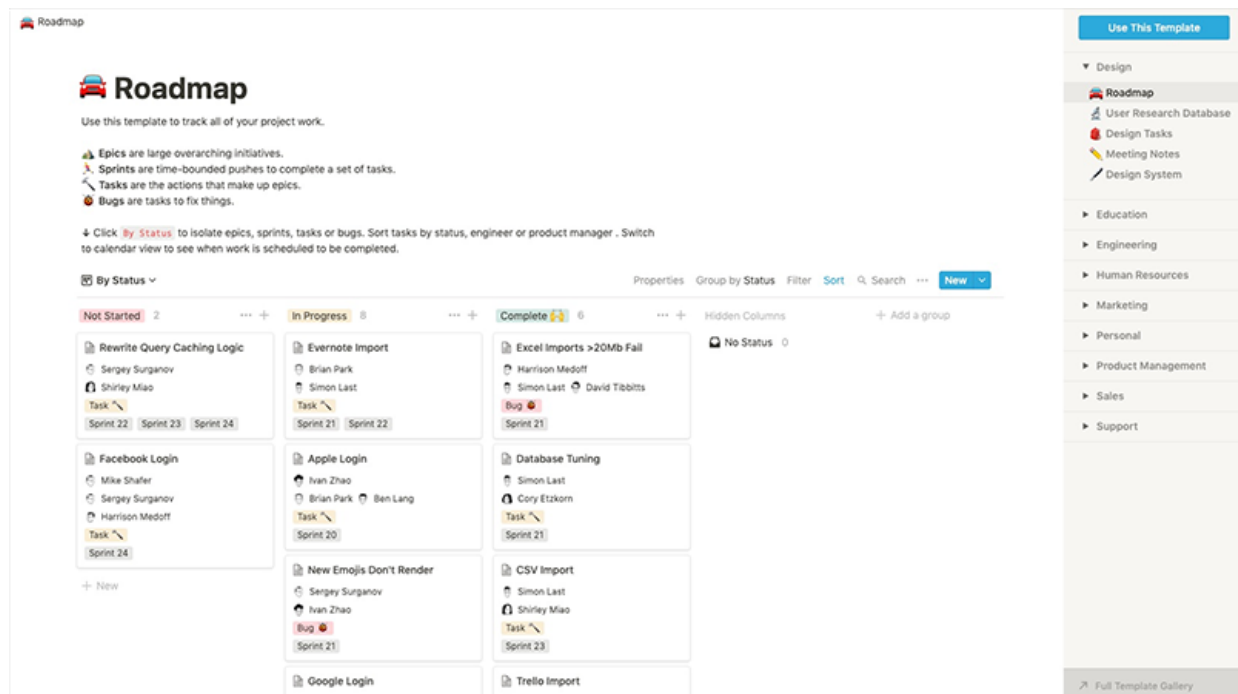 Roadmap
Roadmap
Use this template to track all of your project work.
Epics are large overarching initiatives.
Sprints are time-bounded pushes to complete a set of tasks.
Tasks are the actions that make up epics.
Bugs are tasks to fix things.
↓ Click By Status to isolate epics, sprints, tasks or bugs. Sort tasks by status, engineer or product manager . Switch
to calendar view to see when work is scheduled to be completed.
By Status
Properties Group by Status Filter Sort Search ... New
Not Started 2 ... +
Rewrite Query Caching Logic
Sergey Surganov
Shirley Miao
Task
Sprint 22 Sprint 23 Sprint 24
Facebook Login
Mike Shafer
Sergey Surganov
Harrison Medoff
Task
Sprint 24
+ New
In Progress 8 ... +
Evernote Import
Brian Park
Simon Last
Task
Sprint 21 Sprint 22
Apple Login
Ivan Zhao
Brian Park Ben Lang
Task
Sprint 20
New Emojis Don't Render
Sergey Surganov
Ivan Zhao
Bug
Sprint 21
Google Login
Complete 6 ... +
Excel Imports >20Mb Fail
Harrison Medoff
Simon Last David Tibbitts
Bug
Sprint 21
Database Tuning
Simon Last
Cory Etzkorn
Task
Sprint 21
CSV Import
Simon Last
Shirley Miao
Task
Sprint 23
Trello Import
Hidden Columns
No Status 0
+ Add a group
Use This Template
Design
Roadmap
User Research Database
Design Tasks
Meeting Notes
Design System
Education
Engineering
Human Resources
Marketing
Personal
Product Management
Sales
Support
Full Template Gallery